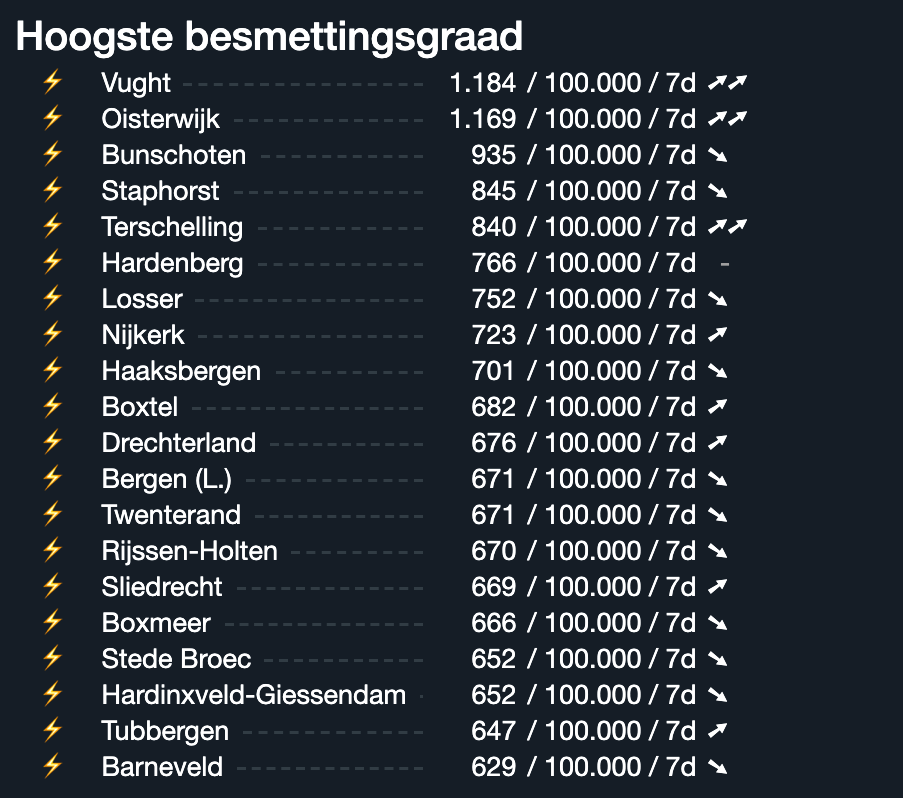 Hoogste besmettingsgraad
⚡ Vught 1.184 / 100.000 / 7d ➚➚
⚡ Oisterwijk 1.169 / 100.000 / 7d ➚➚
⚡ Bunschoten 935 / 100.000 / 7d ➘
⚡ Staphorst 845 / 100.000 / 7d ➘
⚡ Terschelling 840 / 100.000 / 7d ➚➚
⚡ Hardenberg 766 / 100.000 / 7d -
⚡ Losser 752 / 100.000 / 7d ➘
⚡ Nijkerk 723 / 100.000 / 7d ➚
⚡ Haaksbergen 701 / 100.000 / 7d ➘
⚡ Boxtel 682 / 100.000 / 7d ➚
⚡ Drechterland 676 / 100.000 / 7d ➚
⚡ Bergen (L.) 671 / 100.000 / 7d ➘
⚡ Twenterand 671 / 100.000 / 7d ➘
⚡ Rijssen-Holten 670 / 100.000 / 7d ➘
⚡ Sliedrecht 669 / 100.000 / 7d ➚
⚡ Boxmeer 666 / 100.000 / 7d ➘
⚡ Stede Broec 652 / 100.000 / 7d ➘
⚡ Hardinxveld-Giessendam 652 / 100.000 / 7d ➘
⚡ Tubbergen 647 / 100.000 / 7d ➚
⚡ Barneveld 629 / 100.000 / 7d ➘